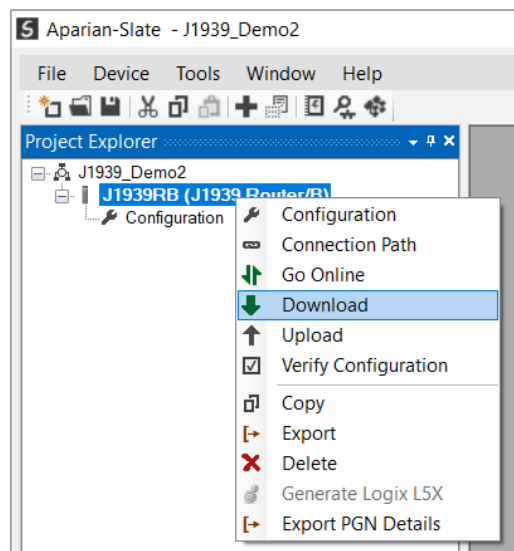 Aparian-Slate - J1939_Demo2
File Device Tools Window Help
Project Explorer
J1939_Demo2
J1939RB (J1939 Router/B)
Configuration
Configuration
Connection Path
Go Online
Download
Upload
Verify Configuration
Copy
Export
Delete
Generate Logix L5X
Export PGN Details